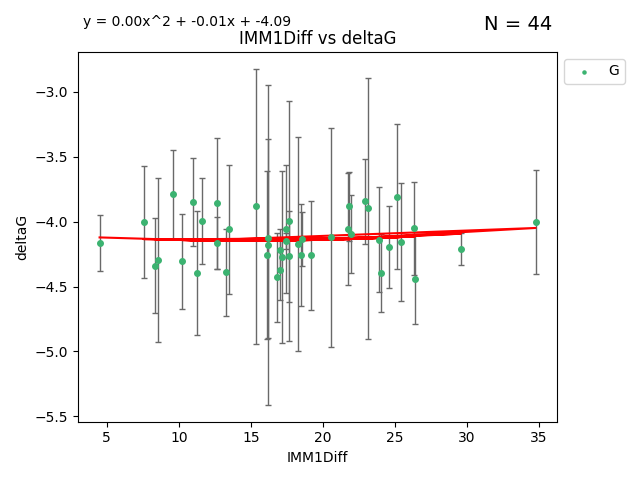 y = 0.00x^2 + -0.01x + -4.09
N = 44
IMM1Diff vs deltaG
G
deltaG
−3.0
−3.5
−4.0
−4.5
−5.0
−5.5
5 10 15 20 25 30 35
IMM1Diff